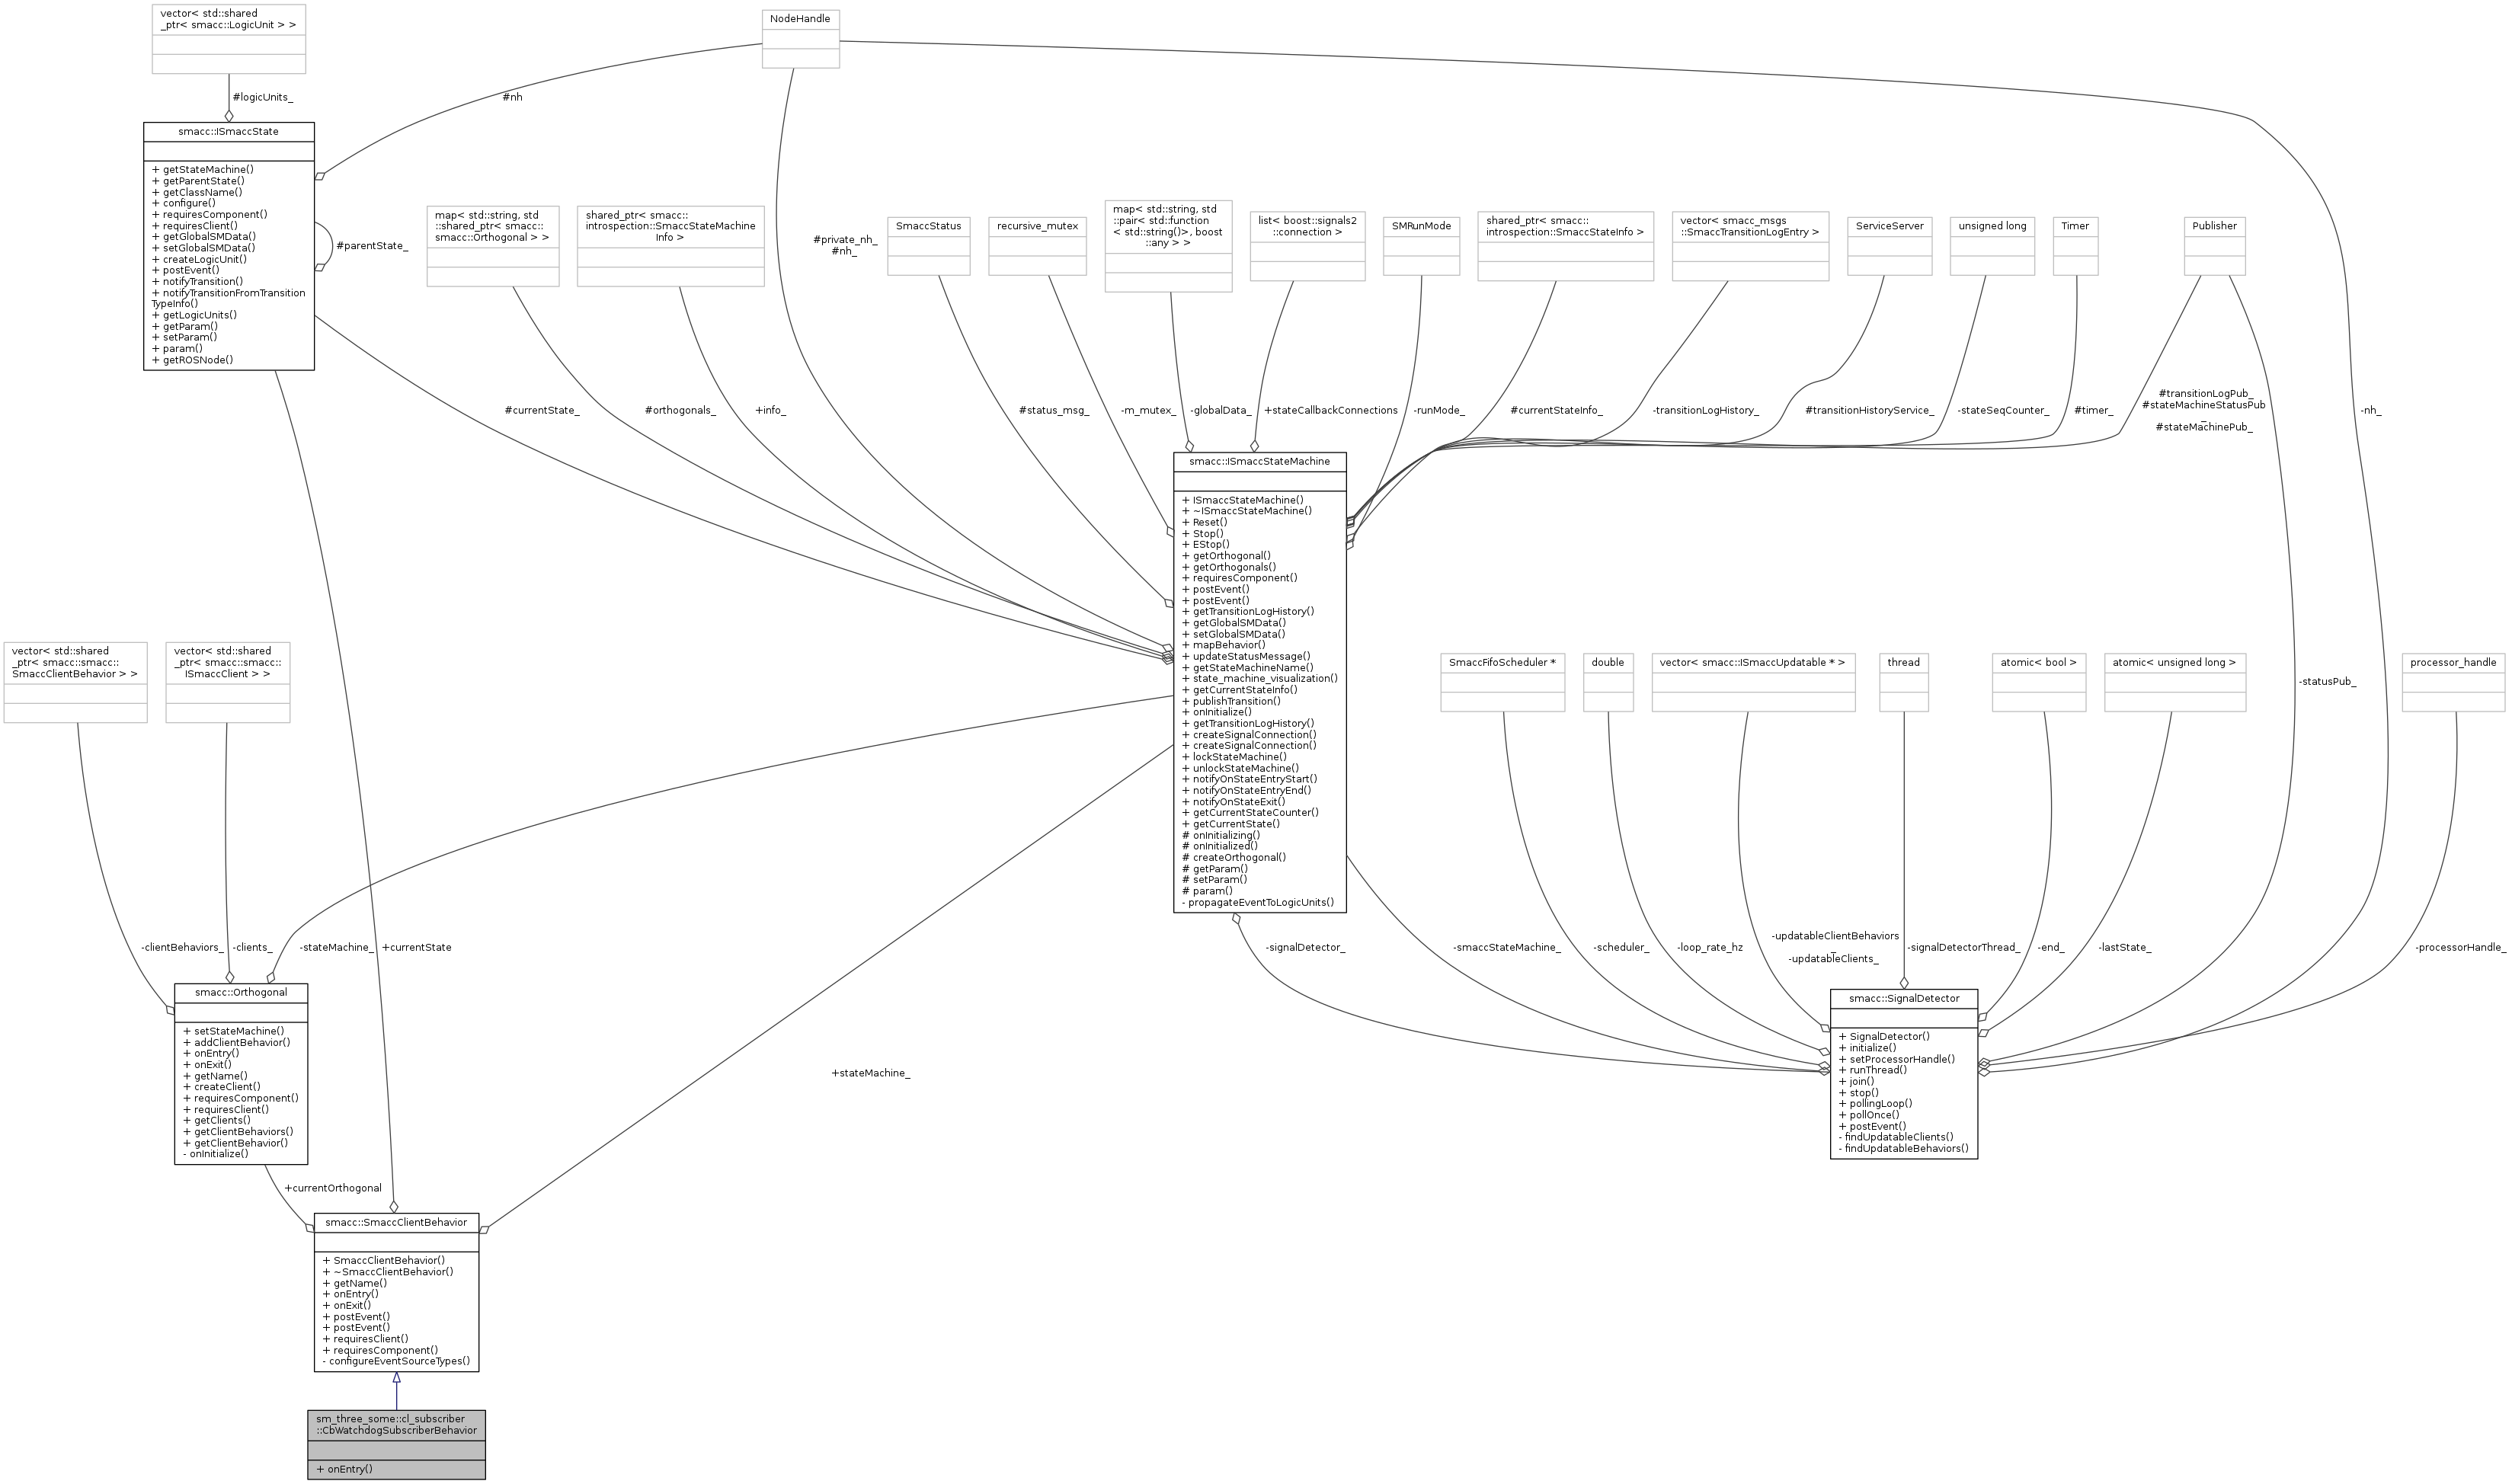 vector< std::shared
_ptr< smacc::LogicUnit > >
NodeHandle
#logicUnits_
#nh
smacc::ISmaccState
+ getStateMachine()
+ getParentState()
+ getClassName()
+ configure()
+ requiresComponent()
+ requiresClient()
+ getGlobalSMData()
+ setGlobalSMData()
+ createLogicUnit()
+ postEvent()
+ notifyTransition()
+ notifyTransitionFromTransition
TypeInfo()
+ getLogicUnits()
+ getParam()
+ setParam()
+ param()
+ getROSNode()
#parentState_
map< std::string, std
::shared_ptr< smacc::
smacc::Orthogonal > >
shared_ptr< smacc::
introspection::SmaccStateMachine
Info >
#private_nh_
#nh_
SmaccStatus
recursive_mutex
map< std::string, std
::pair< std::function
< std::string()>, boost
::any > >
list< boost::signals2
::connection >
SMRunMode
shared_ptr< smacc::
introspection::SmaccStateInfo >
vector< smacc_msgs
::SmaccTransitionLogEntry >
ServiceServer
unsigned long
Timer
Publisher
#currentState_
#orthogonals_
+info_
#status_msg_
-m_mutex_
-globalData_
+stateCallbackConnections
-runMode_
#currentStateInfo_
-transitionLogHistory_
#transitionHistoryService_
-stateSeqCounter_
#timer_
#transitionLogPub_
#stateMachineStatusPub
_
#stateMachinePub_
-nh_
smacc::ISmaccStateMachine
+ ISmaccStateMachine()
+ ~ISmaccStateMachine()
+ Reset()
+ Stop()
+ EStop()
+ getOrthogonal()
+ getOrthogonals()
+ requiresComponent()
+ postEvent()
+ postEvent()
+ getTransitionLogHistory()
+ getGlobalSMData()
+ setGlobalSMData()
+ mapBehavior()
+ updateStatusMessage()
+ getStateMachineName()
+ state_machine_visualization()
+ getCurrentStateInfo()
+ publishTransition()
+ onInitialize()
+ getTransitionLogHistory()
+ createSignalConnection()
+ createSignalConnection()
+ lockStateMachine()
+ unlockStateMachine()
+ notifyOnStateEntryStart()
+ notifyOnStateEntryEnd()
+ notifyOnStateExit()
+ getCurrentStateCounter()
+ getCurrentState()
# onInitializing()
# onInitialized()
# createOrthogonal()
# getParam()
# setParam()
# param()
- propagateEventToLogicUnits()
vector< std::shared
_ptr< smacc::smacc::
SmaccClientBehavior > >
vector< std::shared
_ptr< smacc::smacc::
ISmaccClient > >
SmaccFifoScheduler *
double
vector< smacc::ISmaccUpdatable * >
thread
atomic< bool >
atomic< unsigned long >
-statusPub_
processor_handle
-clientBehaviors_
-clients_
-stateMachine_
+currentState
-signalDetector_
-smaccStateMachine_
-scheduler_
-loop_rate_hz
-updatableClientBehaviors
_
-updatableClients_
-signalDetectorThread_
-end_
-lastState_
-processorHandle_
smacc::Orthogonal
+ setStateMachine()
+ addClientBehavior()
+ onEntry()
+ onExit()
+ getName()
+ createClient()
+ requiresComponent()
+ requiresClient()
+ getClients()
+ getClientBehaviors()
+ getClientBehavior()
- onInitialize()
+stateMachine_
smacc::SignalDetector
+ SignalDetector()
+ initialize()
+ setProcessorHandle()
+ runThread()
+ join()
+ stop()
+ pollingLoop()
+ pollOnce()
+ postEvent()
- findUpdatableClients()
- findUpdatableBehaviors()
+currentOrthogonal
smacc::SmaccClientBehavior
+ SmaccClientBehavior()
+ ~SmaccClientBehavior()
+ getName()
+ onEntry()
+ onExit()
+ postEvent()
+ postEvent()
+ requiresClient()
+ requiresComponent()
- configureEventSourceTypes()
sm_three_some::cl_subscriber
::CbWatchdogSubscriberBehavior
+ onEntry()